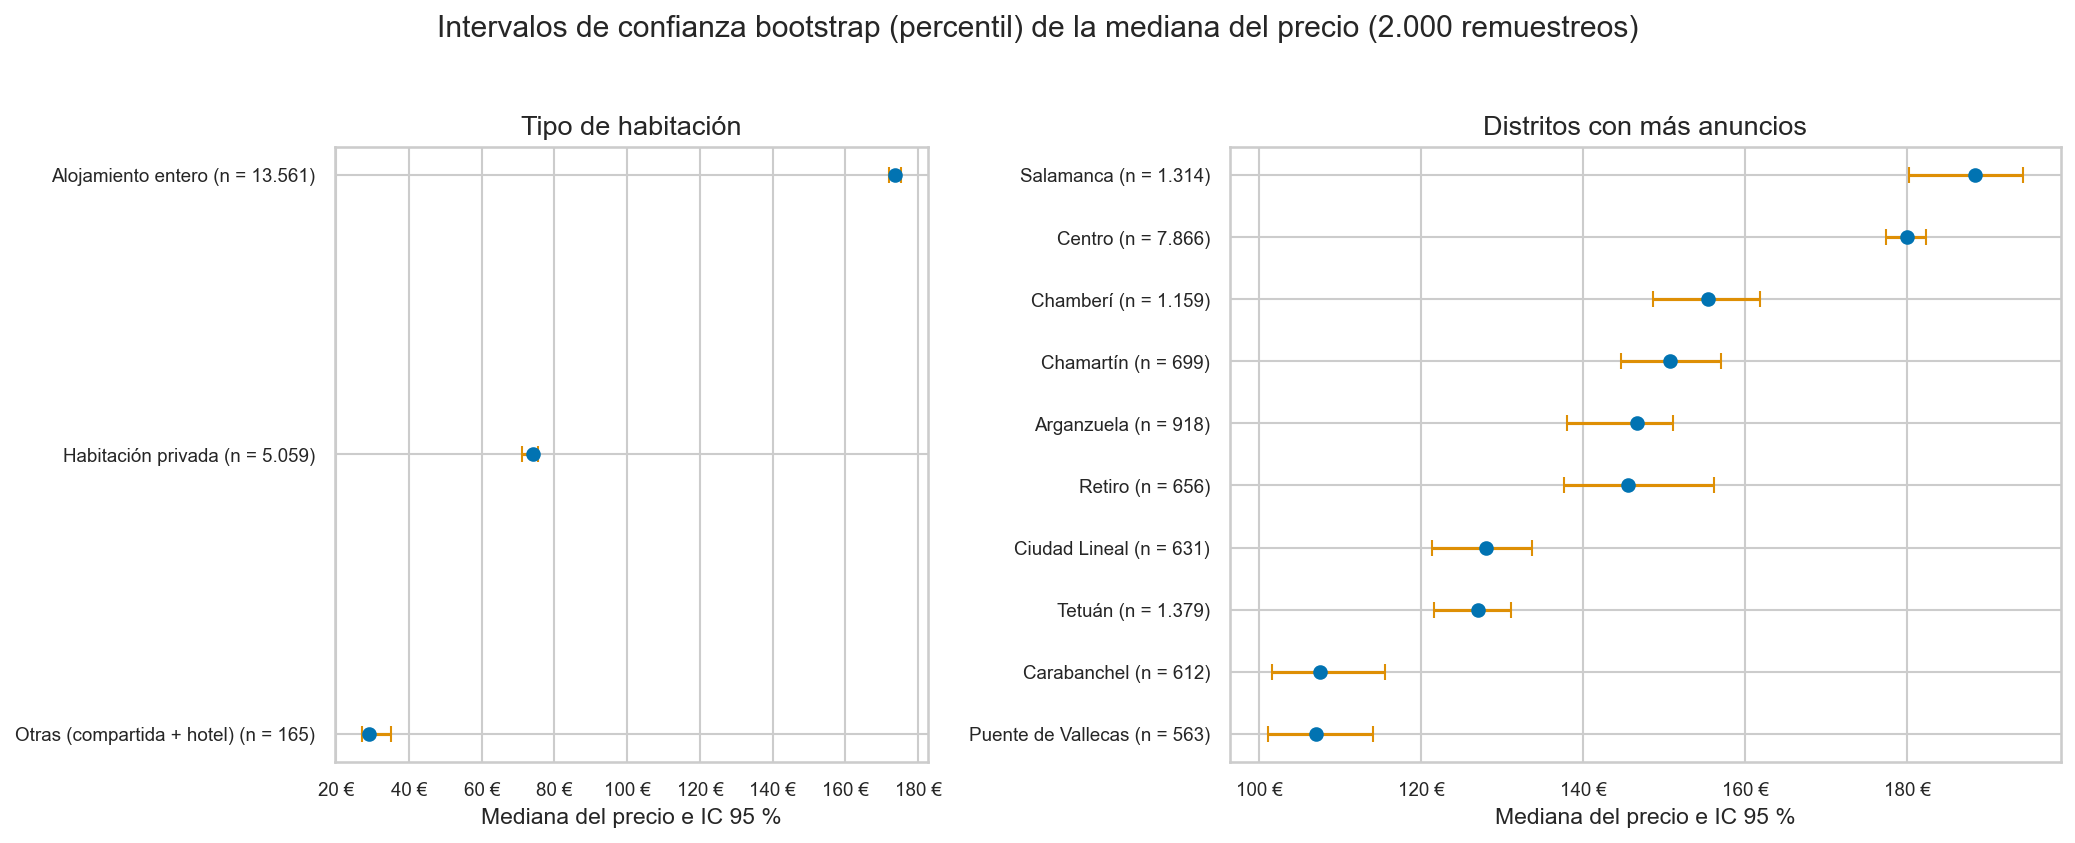 Intervalos de confianza bootstrap (percentil) de la mediana del precio (2.000 remuestreos)
Tipo de habitación
Alojamiento entero (n = 13.561)
Habitación privada (n = 5.059)
Otras (compartida + hotel) (n = 165)
20 € 40 € 60 € 80 € 100 € 120 € 140 € 160 € 180 €
Mediana del precio e IC 95 %
Distritos con más anuncios
Salamanca (n = 1.314)
Centro (n = 7.866)
Chamberí (n = 1.159)
Chamartín (n = 699)
Arganzuela (n = 918)
Retiro (n = 656)
Ciudad Lineal (n = 631)
Tetuán (n = 1.379)
Carabanchel (n = 612)
Puente de Vallecas (n = 563)
100 € 120 € 140 € 160 € 180 €
Mediana del precio e IC 95 %